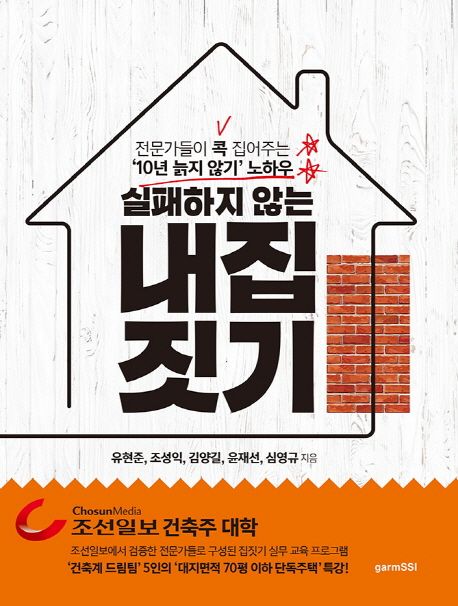 전문가들이 콕 집어주는
‘10년 늙지 않기’ 노하우
실패하지 않는
내집
짓기
유현준, 조성익, 김양길, 윤재선, 심영규 지음
ChosunMedia
조선일보 건축주 대학
조선일보에서 검증한 전문가들로 구성된 집짓기 실무 교육 프로그램
‘건축계 드림팀’ 5인의 ‘대지면적 70평 이하 단독주택’ 특강!
garmSSI